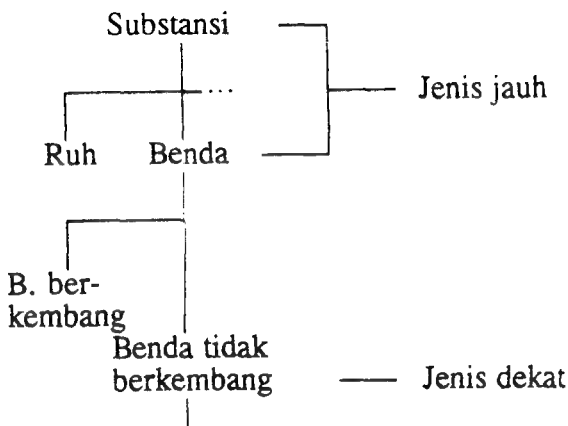 Substansi
...
Jenis jauh
Ruh
Benda
B. ber-
kembang
Benda tidak
berkembang
Jenis dekat